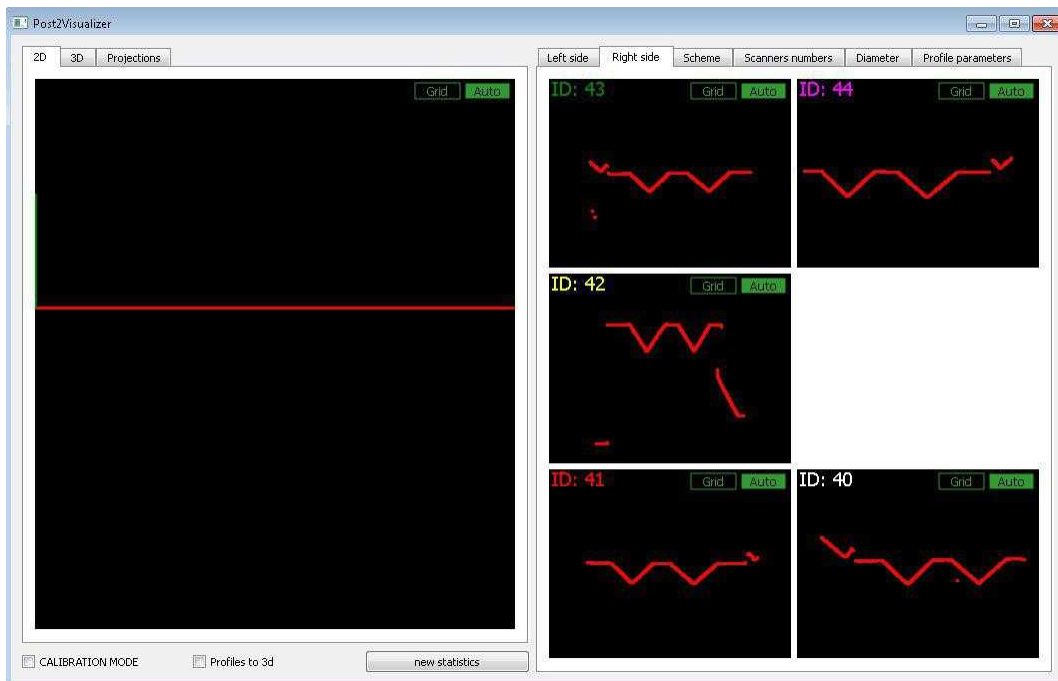 Post2Visualizer
2D 3D Projections
Grid Auto
CALIBRATION MODE Profiles to 3d new statistics
Left side Right side Scheme Scanners numbers Diameter Profile parameters
ID: 43 Grid Auto
ID: 44 Grid Auto
ID: 42 Grid Auto
ID: 41 Grid Auto
ID: 40 Grid Auto